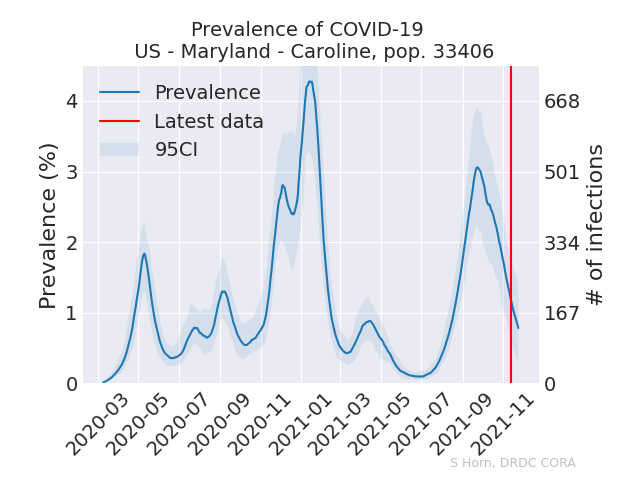 Prevalence of COVID-19
US - Maryland - Caroline, pop. 33406
Prevalence
Latest data
95CI
Prevalence (%)
4
3
2
1
0
668
501
334
167
0
# of infections
2020-03
2020-05
2020-07
2020-09
2020-11
2021-01
2021-03
2021-05
2021-07
2021-09
2021-11
S Horn, DRDC CORA